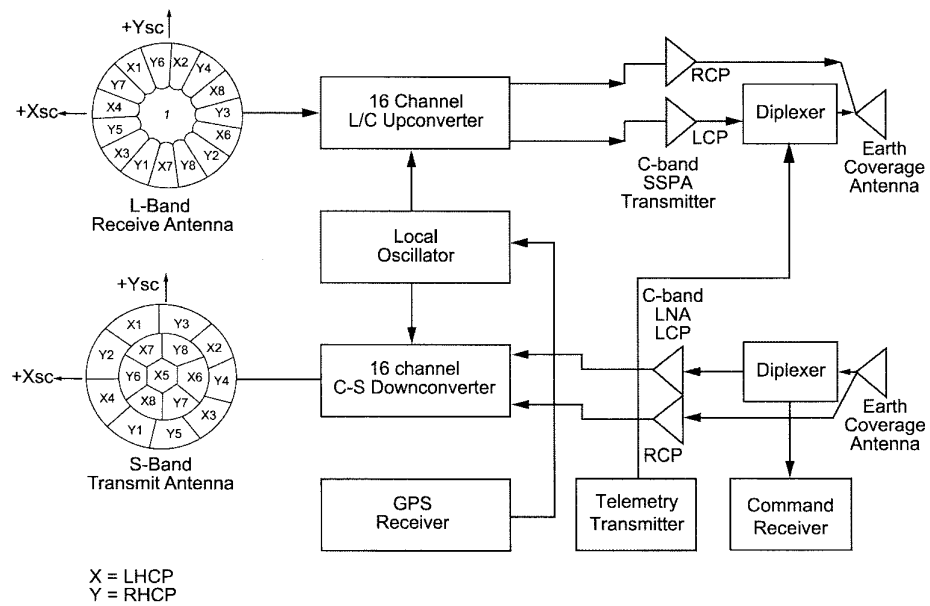 +Ysc
X1 Y6 X2 Y4 X8 Y3 X6 Y2 Y8 X7 Y1 X3 Y5 X4 Y7
1
+Xsc
L-Band
Receive Antenna
16 Channel
L/C Upconverter
RCP
LCP
C-band
SSPA
Transmitter
Diplexer
Earth
Coverage
Antenna
Local
Oscillator
+Ysc
X1 Y3 X2 Y4 X3 Y5 Y1 X4 Y2
X7 Y8 X6 Y7 X8 Y6
X5
+Xsc
S-Band
Transmit Antenna
16 channel
C-S Downconverter
C-band
LNA
LCP
RCP
Diplexer
Earth
Coverage
Antenna
GPS
Receiver
Telemetry
Transmitter
Command
Receiver
X = LHCP
Y = RHCP